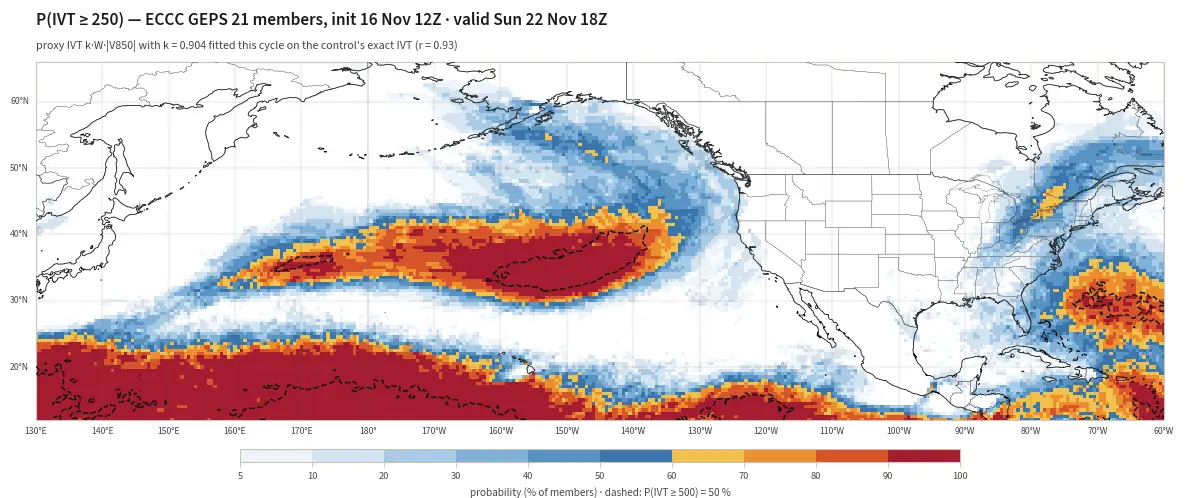 P(IVT ≥ 250) — ECCC GEPS 21 members, init 16 Nov 12Z · valid Sun 22 Nov 18Z
proxy IVT k·W·|V850| with k = 0.904 fitted this cycle on the control's exact IVT (r = 0.93)
60°N
50°N
40°N
30°N
20°N
130°E 140°E 150°E 160°E 170°E 180° 170°W 160°W 150°W 140°W 130°W 120°W 110°W 100°W 90°W 80°W 70°W 60°W
5 10 20 30 40 50 60 70 80 90 100
probability (% of members) · dashed: P(IVT ≥ 500) = 50 %